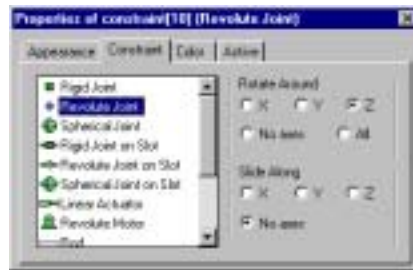 Properties of constraint[10] (Revolute Joint)
Appearance Constraint Color Active
Rigid Joint
Revolute Joint
Spherical Joint
Rigid Joint on Slot
Revolute Joint on Slot
Spherical Joint on Slot
Linear Actuator
Revolute Motor
Rod
Rotate Around
X Y Z
No axes All
Slide Along
X Y Z
No axes